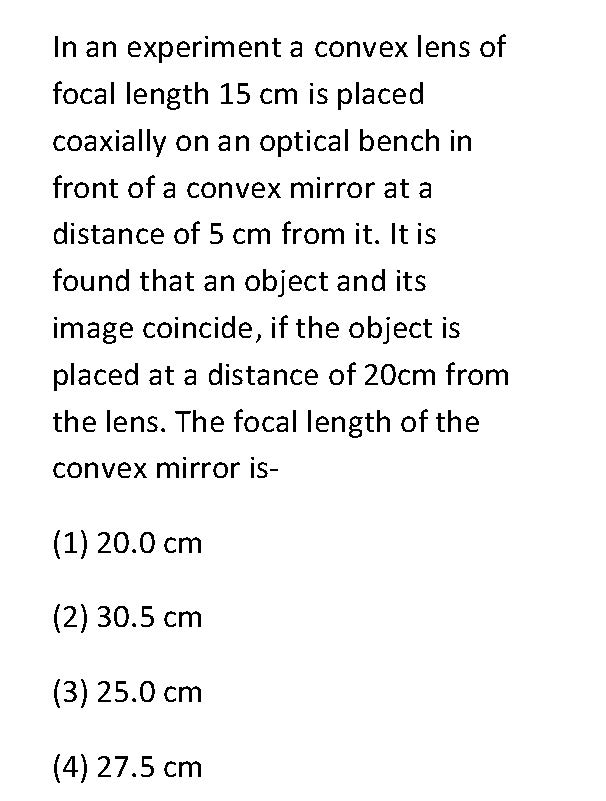 In an experiment a convex lens of
focal length 15 cm is placed
coaxially on an optical bench in
front of a convex mirror at a
distance of 5 cm from it. It is
found that an object and its
image coincide, if the object is
placed at a distance of 20cm from
the lens. The focal length of the
convex mirror is-
(1) 20.0 cm
(2) 30.5 cm
(3) 25.0 cm
(4) 27.5 cm